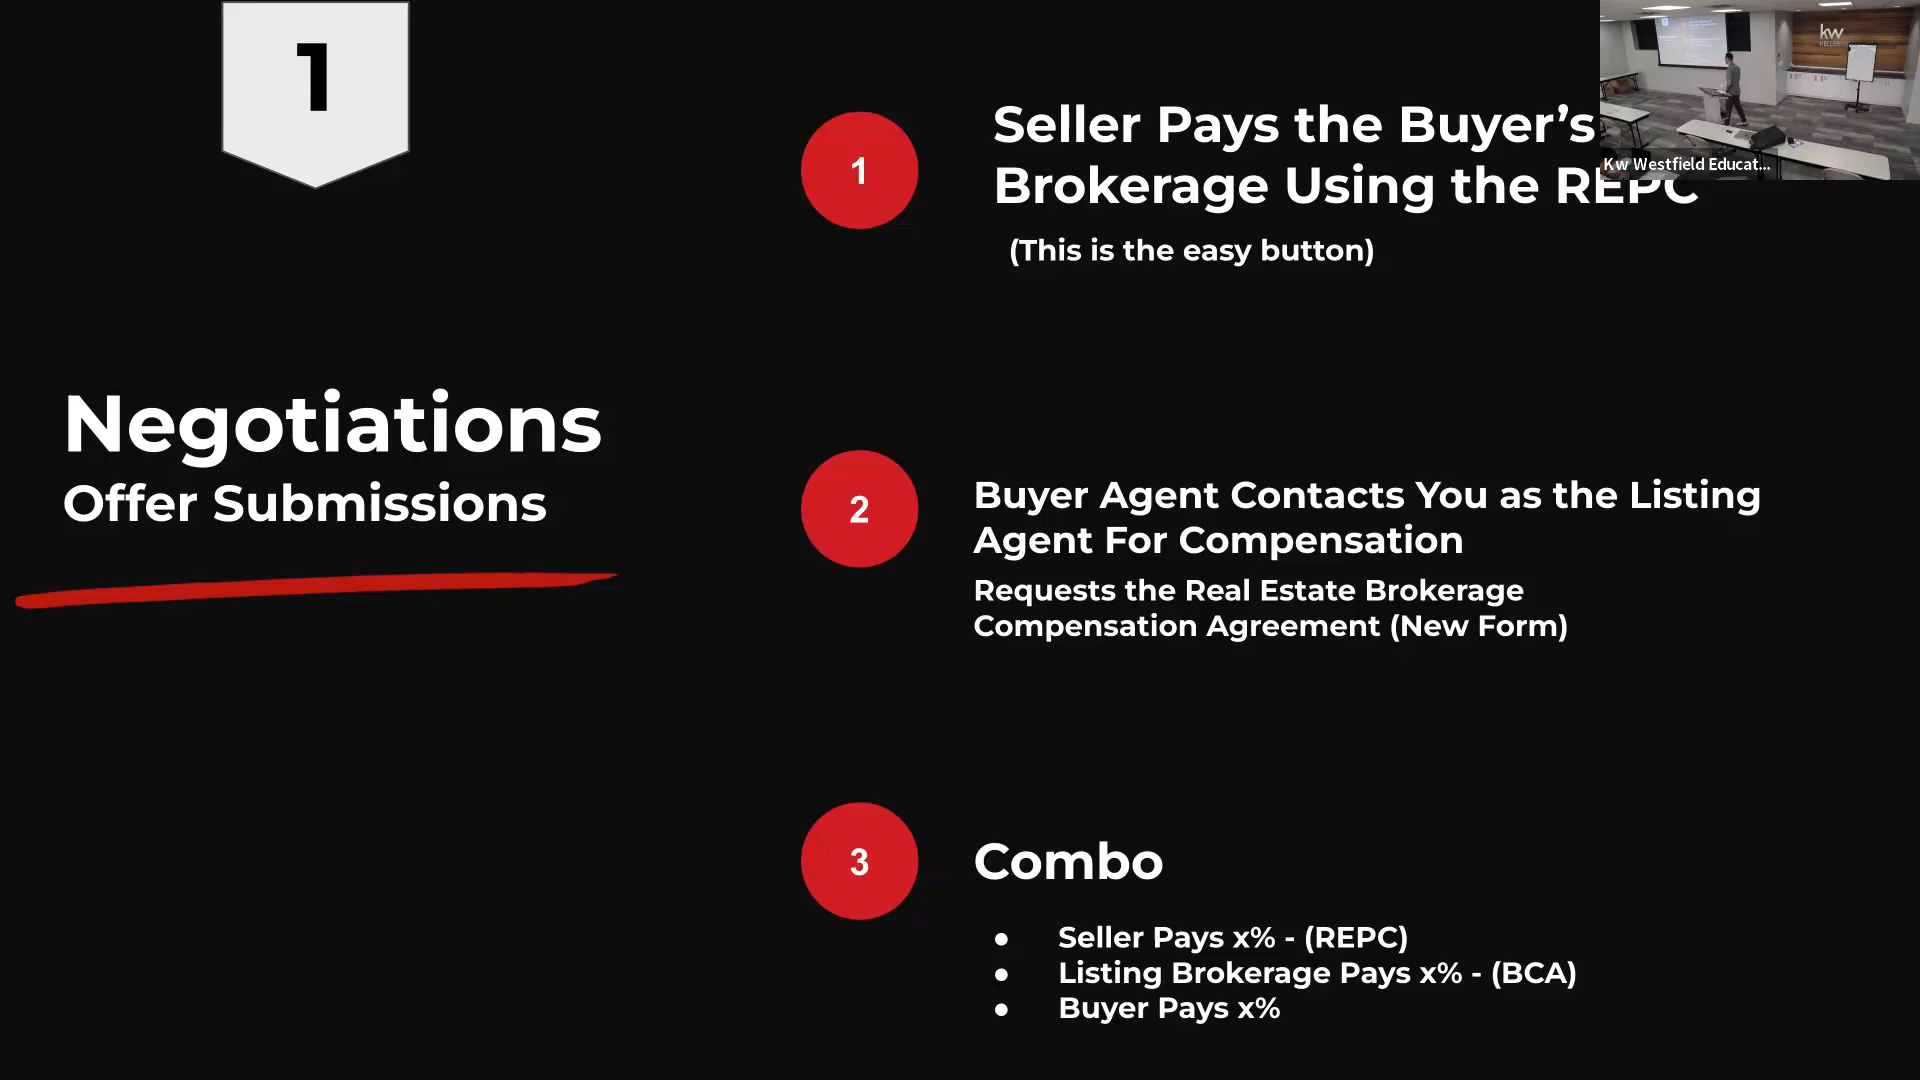 1
Negotiations
Offer Submissions
1
Seller Pays the Buyer’s
Brokerage Using the REPC
(This is the easy button)
2
Buyer Agent Contacts You as the Listing
Agent For Compensation
Requests the Real Estate Brokerage
Compensation Agreement (New Form)
3
Combo
● Seller Pays x% - (REPC)
● Listing Brokerage Pays x% - (BCA)
● Buyer Pays x%
kw
Kw Westfield Educat...